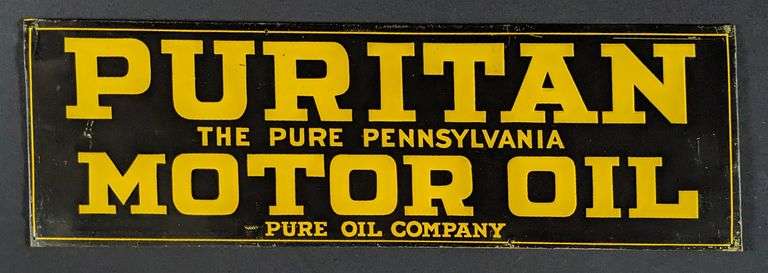 PURITAN
THE PURE PENNSYLVANIA
MOTOR OIL
PURE OIL COMPANY